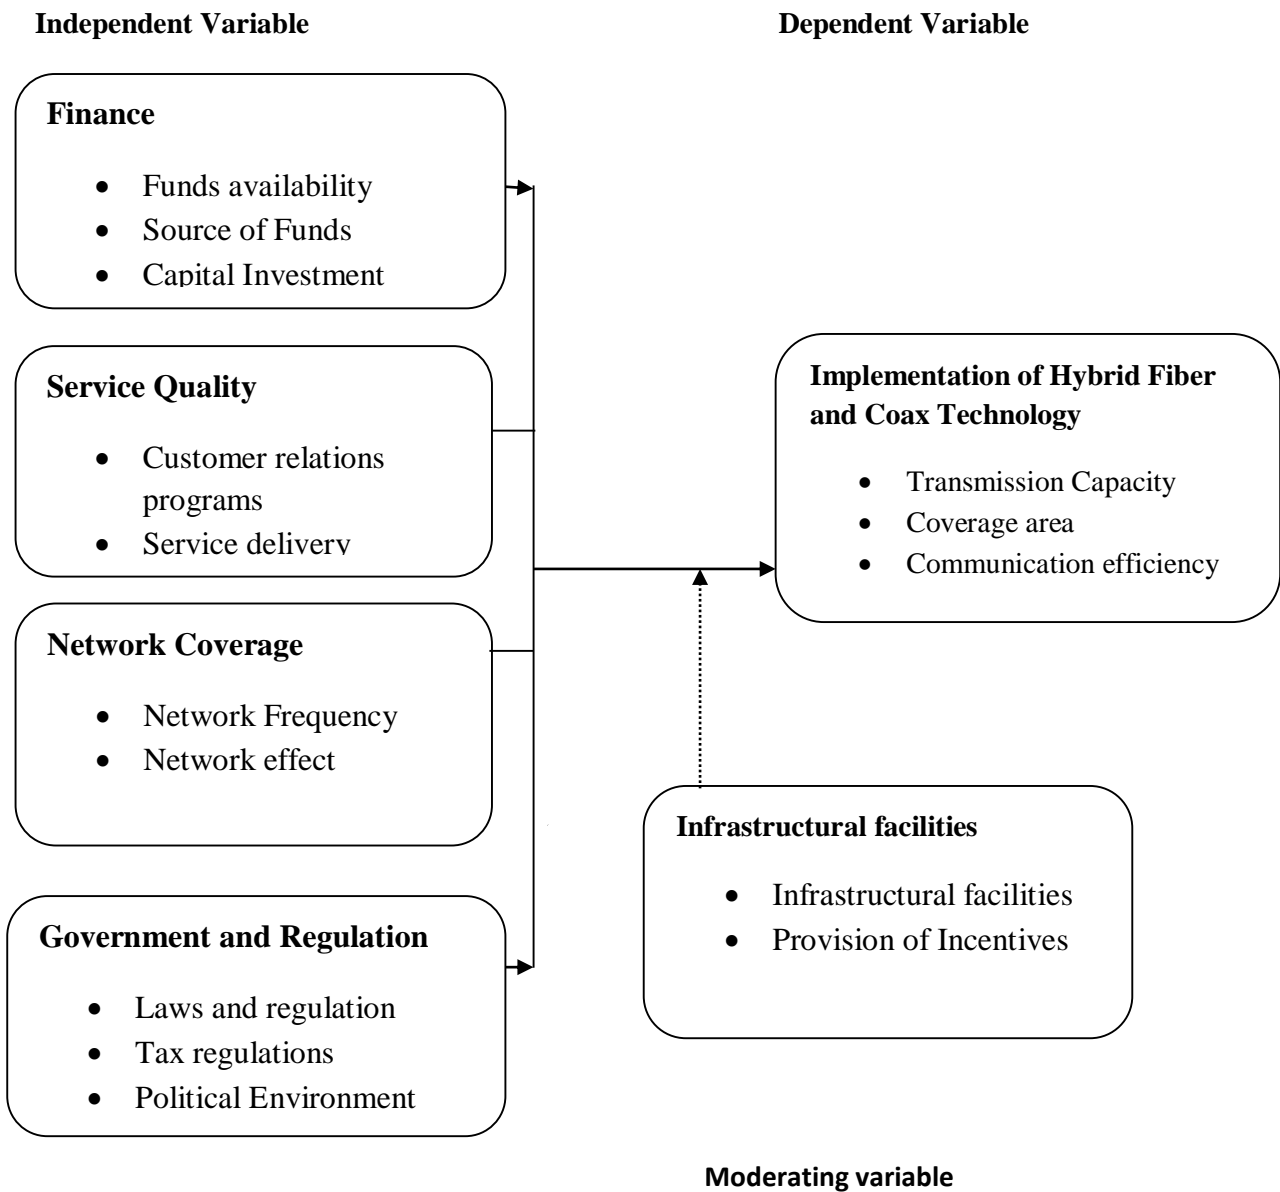 Independent Variable
Dependent Variable
Finance
• Funds availability
• Source of Funds
• Capital Investment
Service Quality
• Customer relations
programs
• Service delivery
Network Coverage
• Network Frequency
• Network effect
Government and Regulation
• Laws and regulation
• Tax regulations
• Political Environment
Implementation of Hybrid Fiber
and Coax Technology
• Transmission Capacity
• Coverage area
• Communication efficiency
Infrastructural facilities
• Infrastructural facilities
• Provision of Incentives
Moderating variable